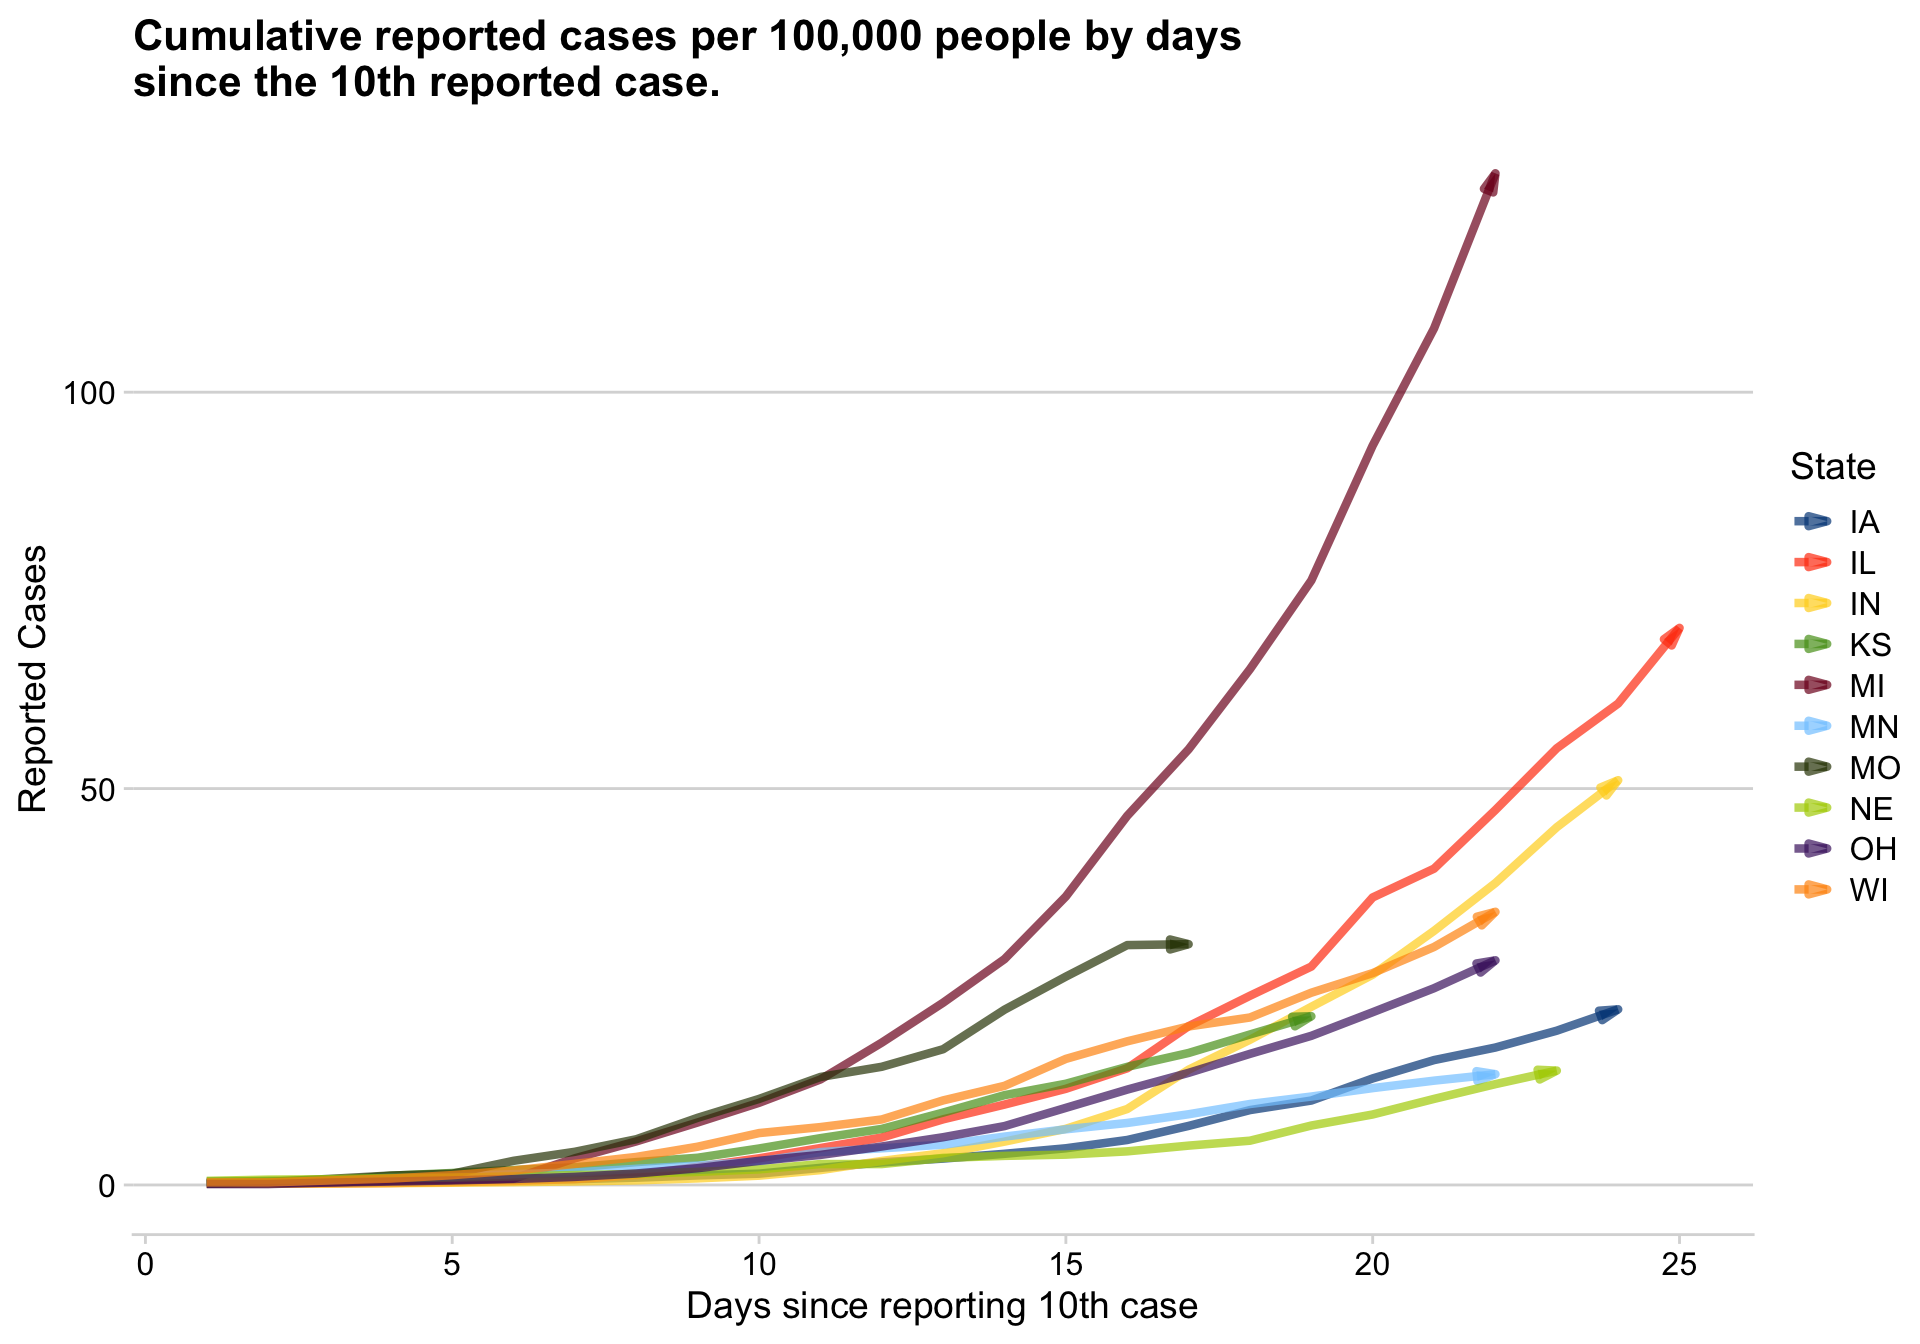 Cumulative reported cases per 100,000 people by days
since the 10th reported case.
100
50
0
Reported Cases
0 5 10 15 20 25
Days since reporting 10th case
State
IA
IL
IN
KS
MI
MN
MO
NE
OH
WI